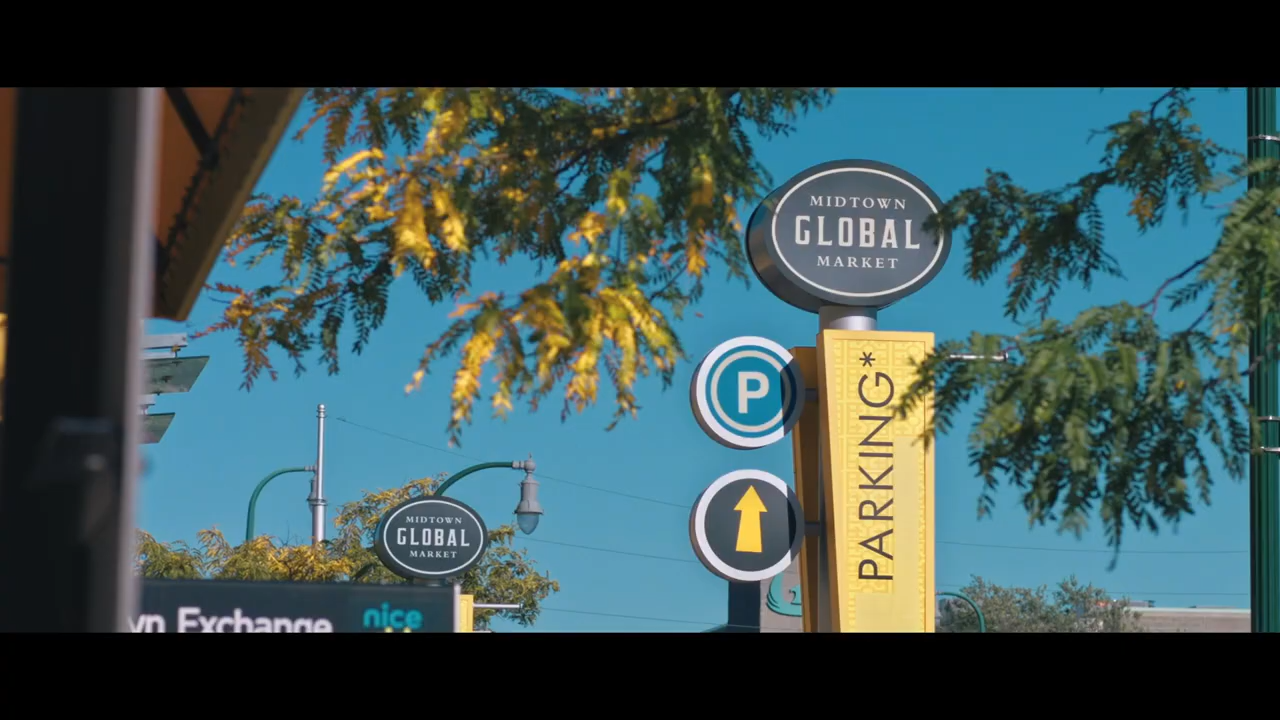 MIDTOWN
GLOBAL
MARKET
P
PARKING*
MIDTOWN
GLOBAL
MARKET
Exchange
nice